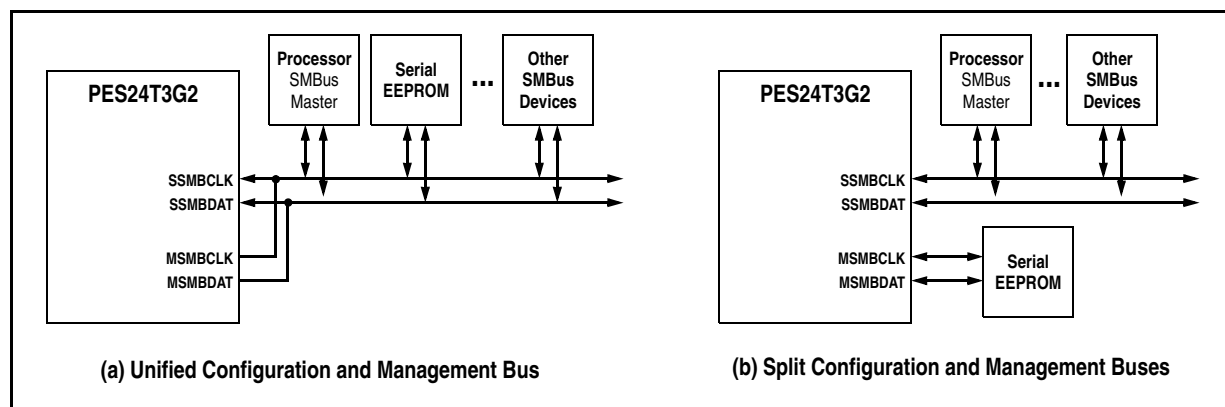 PES24T3G2
Processor
SMBus
Master
Serial
EEPROM
...
Other
SMBus
Devices
SSMBCLK
SSMBDAT
MSMBCLK
MSMBDAT
(a) Unified Configuration and Management Bus
PES24T3G2
Processor
SMBus
Master
...
Other
SMBus
Devices
SSMBCLK
SSMBDAT
MSMBCLK
MSMBDAT
Serial
EEPROM
(b) Split Configuration and Management Buses